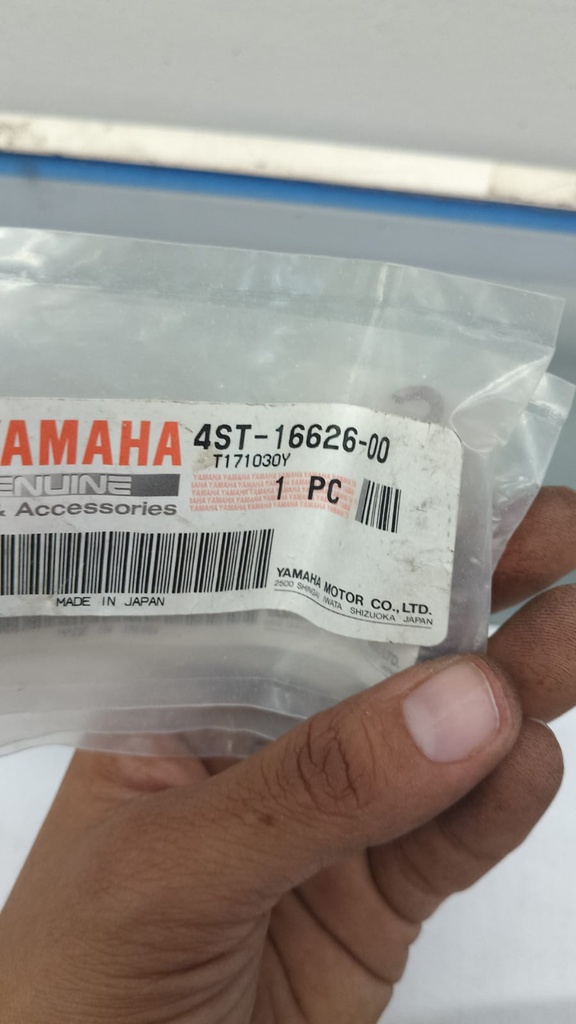 YAMAHA 4ST-16626-00
T171030Y
GENUINE
& Accessories
1 PC
YAMAHA MOTOR CO., LTD.
2500 SHINGAI IWATA SHIZUOKA JAPAN
MADE IN JAPAN